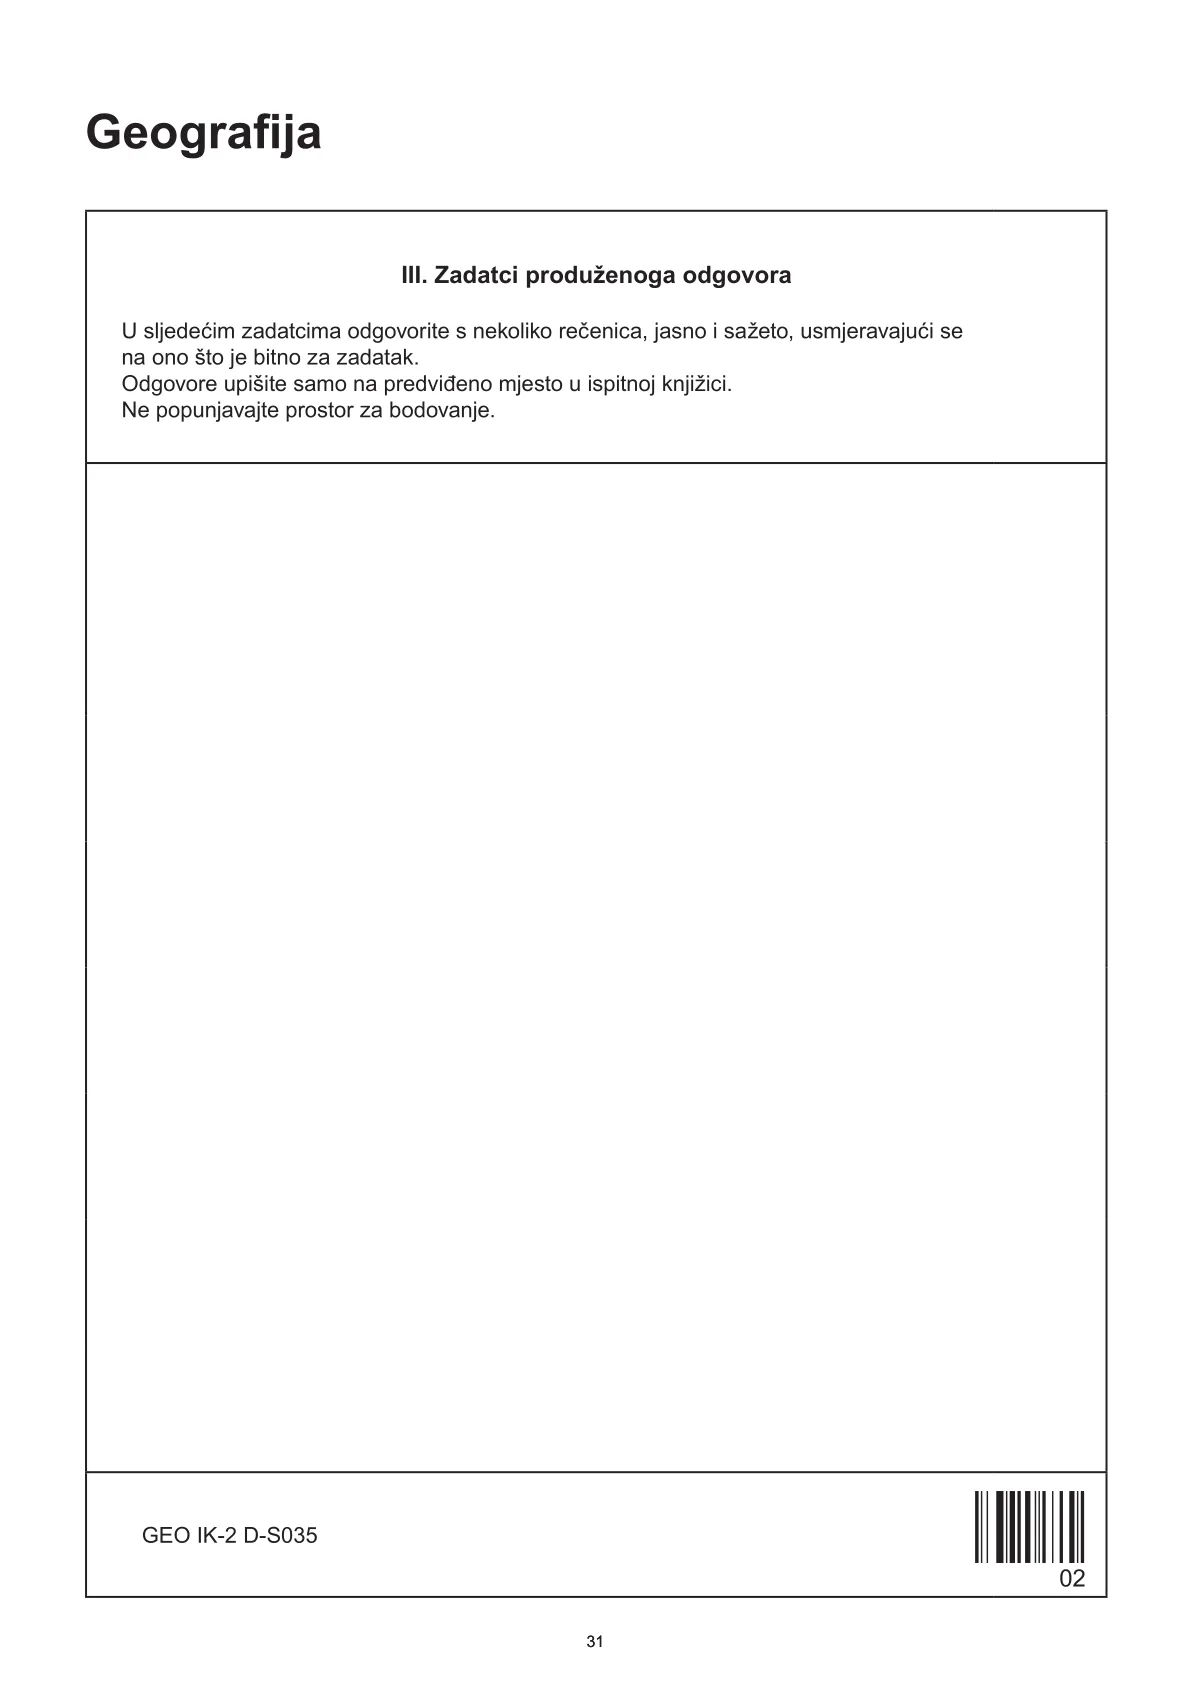 Geografija
III. Zadatci produženoga odgovora
U sljedećim zadatcima odgovorite s nekoliko rečenica, jasno i sažeto, usmjeravajući se
na ono što je bitno za zadatak.
Odgovore upišite samo na predviđeno mjesto u ispitnoj knjižici.
Ne popunjavajte prostor za bodovanje.
GEO IK-2 D-S035
02
31